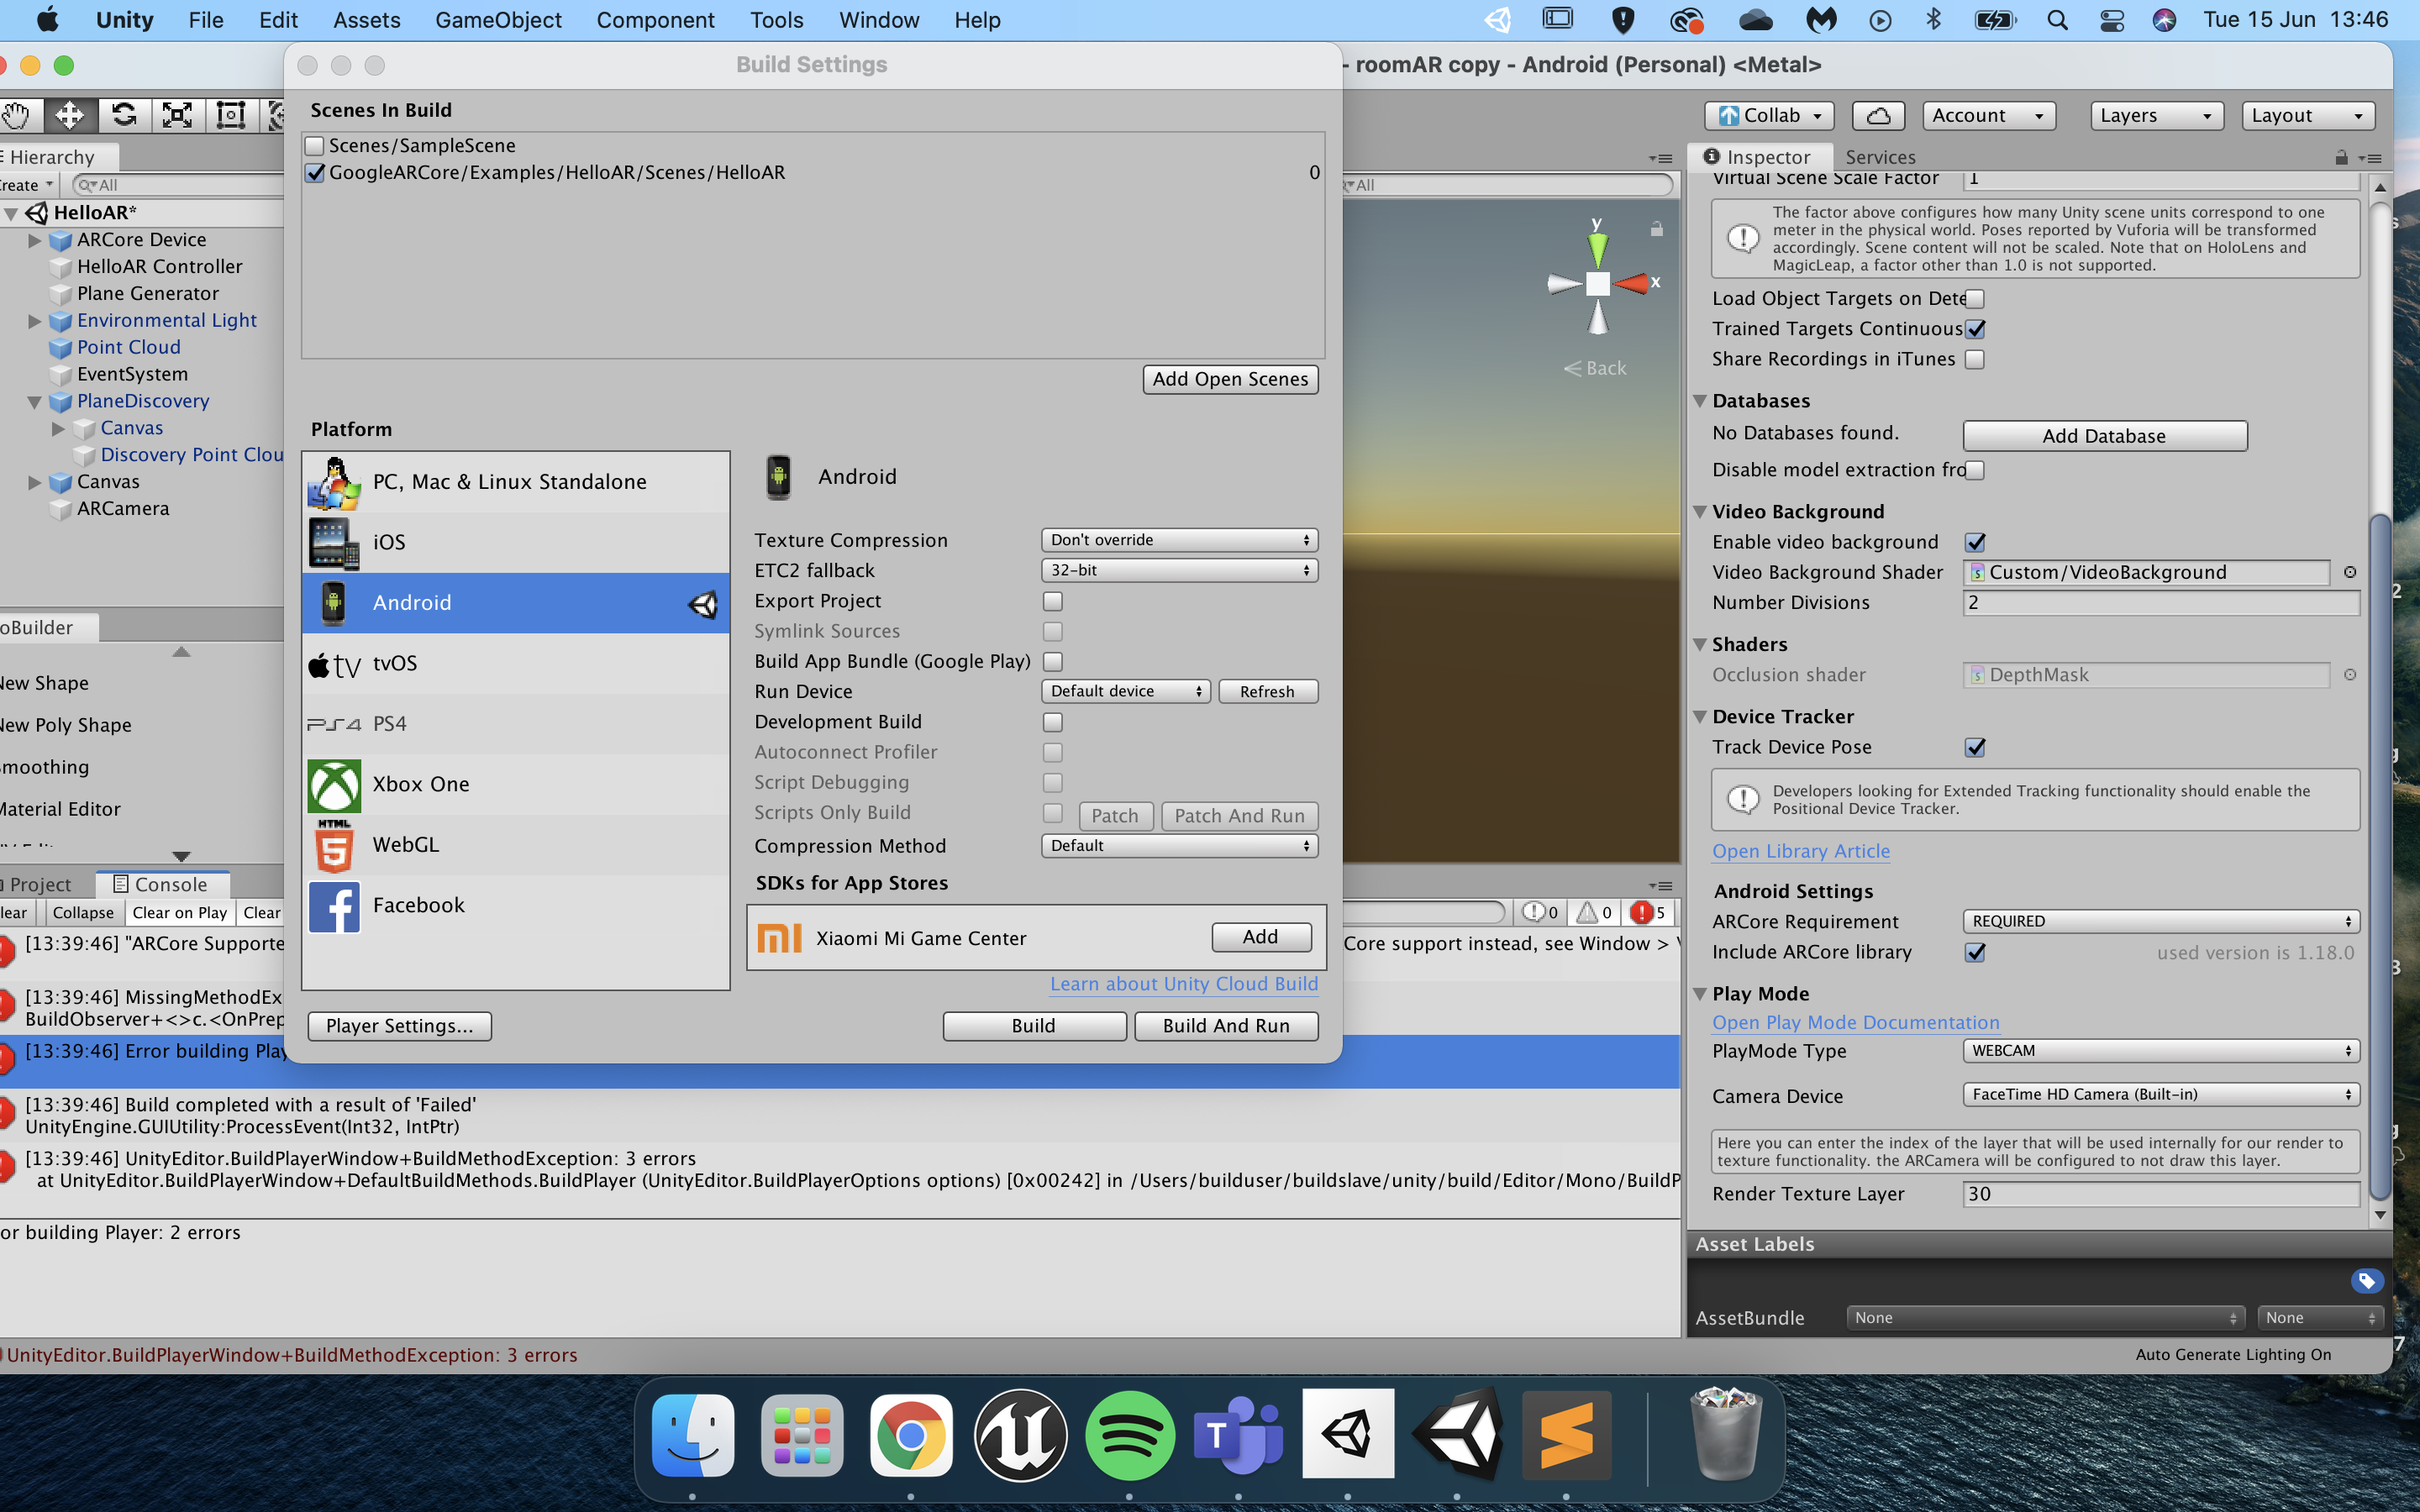 Unity File Edit Assets GameObject Component Tools Window Help Tue 15 Jun 13:46
Build Settings
- roomAR copy - Android (Personal) <Metal>
Collab Account Layers Layout
Hierarchy
All
HelloAR*
ARCore Device
HelloAR Controller
Plane Generator
Environmental Light
Point Cloud
EventSystem
PlaneDiscovery
Canvas
Discovery Point Clou
Canvas
ARCamera
oBuilder
New Shape
New Poly Shape
Smoothing
Material Editor
Scenes In Build
Scenes/SampleScene
GoogleARCore/Examples/HelloAR/Scenes/HelloAR 0
Add Open Scenes
Platform
PC, Mac & Linux Standalone
iOS
Android
tvOS
PS4
Xbox One
HTML 5 WebGL
Facebook
Player Settings...
Android
Texture Compression Don't override
ETC2 fallback 32-bit
Export Project
Symlink Sources
Build App Bundle (Google Play)
Run Device Default device Refresh
Development Build
Autoconnect Profiler
Script Debugging
Scripts Only Build Patch Patch And Run
Compression Method Default
SDKs for App Stores
Xiaomi Mi Game Center Add
Learn about Unity Cloud Build
Build Build And Run
All
y
x
Back
Project Console
Collapse Clear on Play Clear
0 0 5
[13:39:46] "ARCore Supporte
Core support instead, see Window >
[13:39:46] MissingMethodEx
BuildObserver+<>c.<OnPrep
[13:39:46] Error building Play
[13:39:46] Build completed with a result of 'Failed'
UnityEngine.GUIUtility:ProcessEvent(Int32, IntPtr)
[13:39:46] UnityEditor.BuildPlayerWindow+BuildMethodException: 3 errors
at UnityEditor.BuildPlayerWindow+DefaultBuildMethods.BuildPlayer (UnityEditor.BuildPlayerOptions options) [0x00242] in /Users/builduser/buildslave/unity/build/Editor/Mono/BuildP
or building Player: 2 errors
UnityEditor.BuildPlayerWindow+BuildMethodException: 3 errors
Inspector Services
Virtual Scene Scale Factor 1
The factor above configures how many Unity scene units correspond to one
meter in the physical world. Poses reported by Vuforia will be transformed
accordingly. Scene content will not be scaled. Note that on HoloLens and
MagicLeap, a factor other than 1.0 is not supported.
Load Object Targets on Dete
Trained Targets Continuous
Share Recordings in iTunes
Databases
No Databases found. Add Database
Disable model extraction fro
Video Background
Enable video background
Video Background Shader Custom/VideoBackground
Number Divisions 2
Shaders
Occlusion shader DepthMask
Device Tracker
Track Device Pose
Developers looking for Extended Tracking functionality should enable the
Positional Device Tracker.
Open Library Article
Android Settings
ARCore Requirement REQUIRED
Include ARCore library used version is 1.18.0
Play Mode
Open Play Mode Documentation
PlayMode Type WEBCAM
Camera Device FaceTime HD Camera (Built-in)
Here you can enter the index of the layer that will be used internally for our render to
texture functionality. the ARCamera will be configured to not draw this layer.
Render Texture Layer 30
Asset Labels
AssetBundle None None
Auto Generate Lighting On